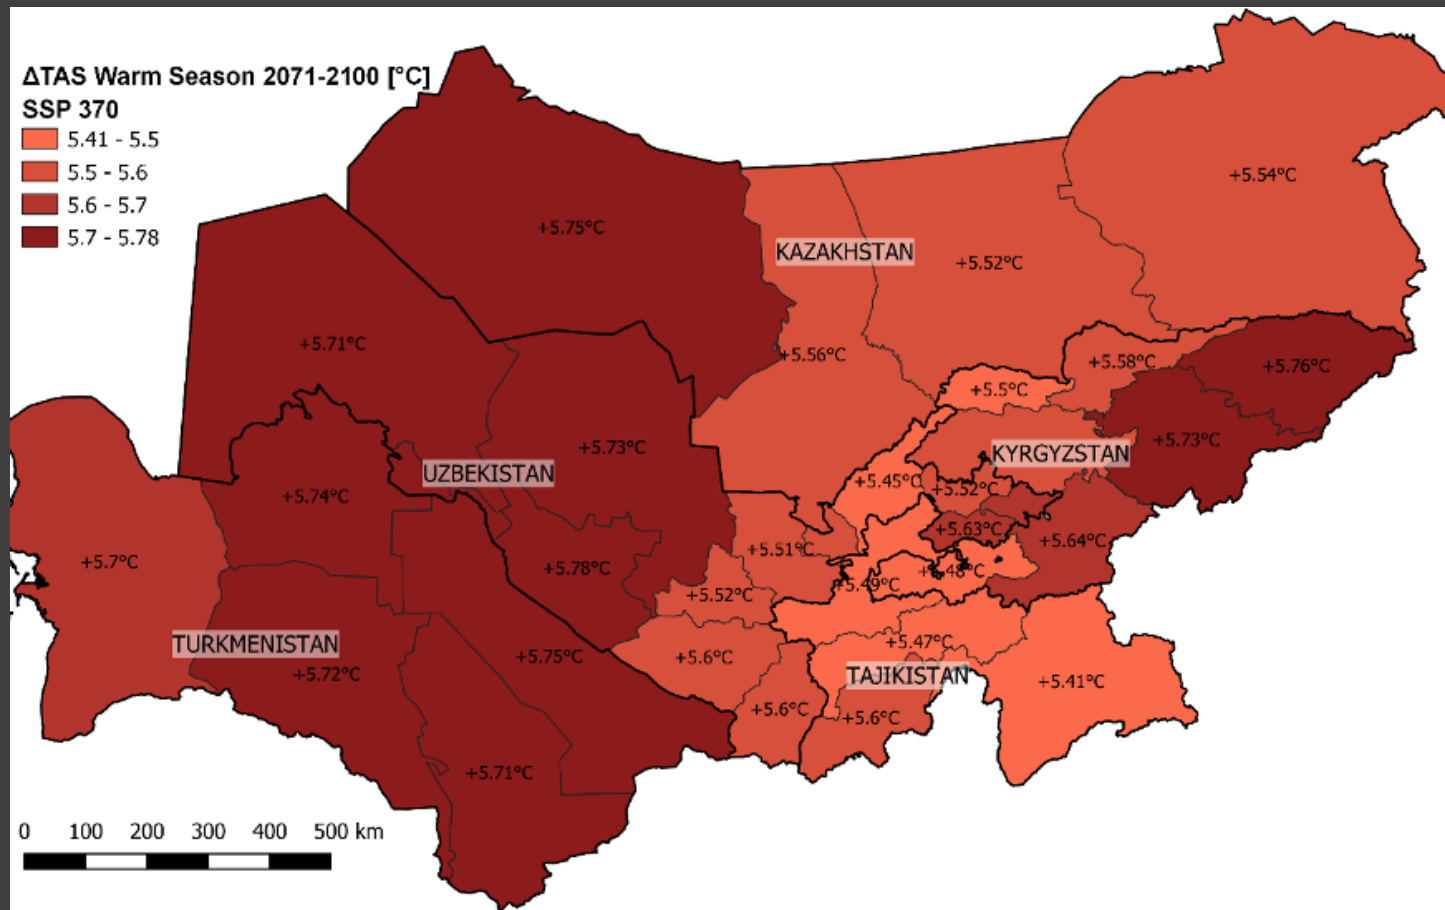 ΔTAS Warm Season 2071-2100 [°C]
SSP 370
5.41 - 5.5
5.5 - 5.6
5.6 - 5.7
5.7 - 5.78
+5.54°C
+5.75°C
KAZAKHSTAN
+5.52°C
+5.71°C
+5.56°C
+5.58°C
+5.76°C
+5.5°C
+5.73°C
+5.73°C
KYRGYZSTAN
UZBEKISTAN
+5.45°C
+5.52°C
+5.74°C
+5.63°C
+5.64°C
+5.51°C
+5.7°C
+5.78°C
+5.49°C
+5.48°C
+5.52°C
TURKMENISTAN
+5.47°C
+5.75°C
+5.6°C
+5.72°C
TAJIKISTAN
+5.41°C
+5.6°C
+5.6°C
+5.71°C
0 100 200 300 400 500 km